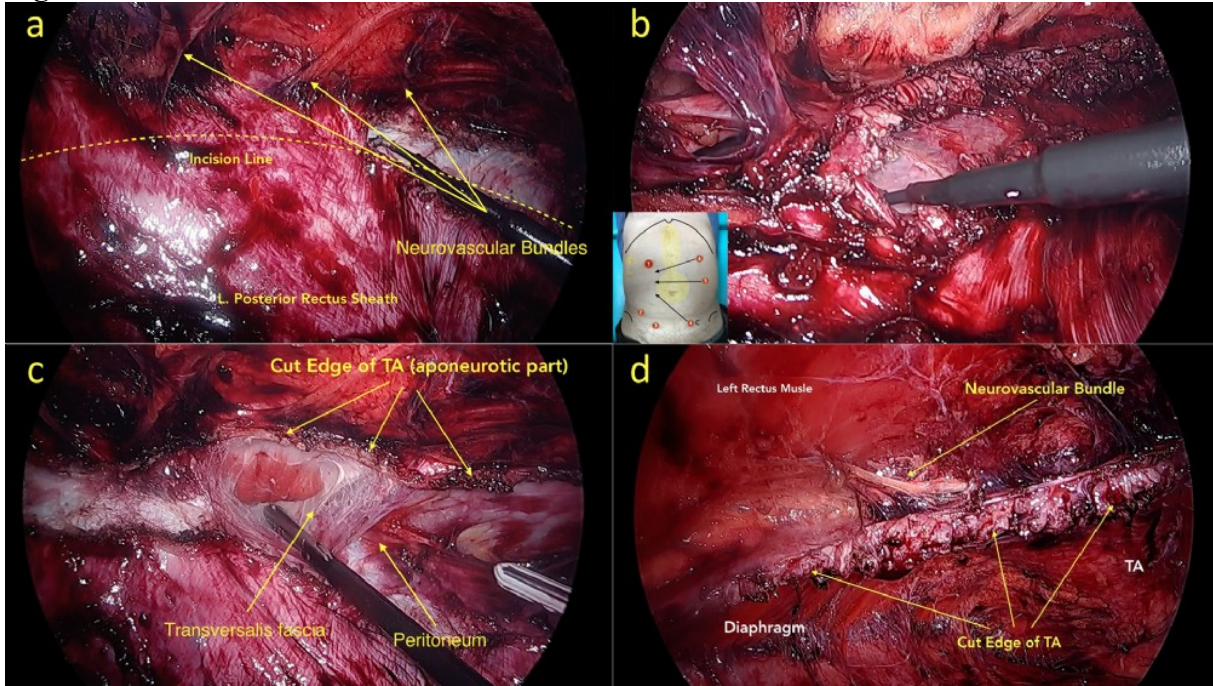 a
Incision Line
Neurovascular Bundles
L. Posterior Rectus Sheath
b
c
Cut Edge of TA (aponeurotic part)
Transversalis fascia
Peritoneum
d
Left Rectus Musle
Neurovascular Bundle
TA
Diaphragm
Cut Edge of TA